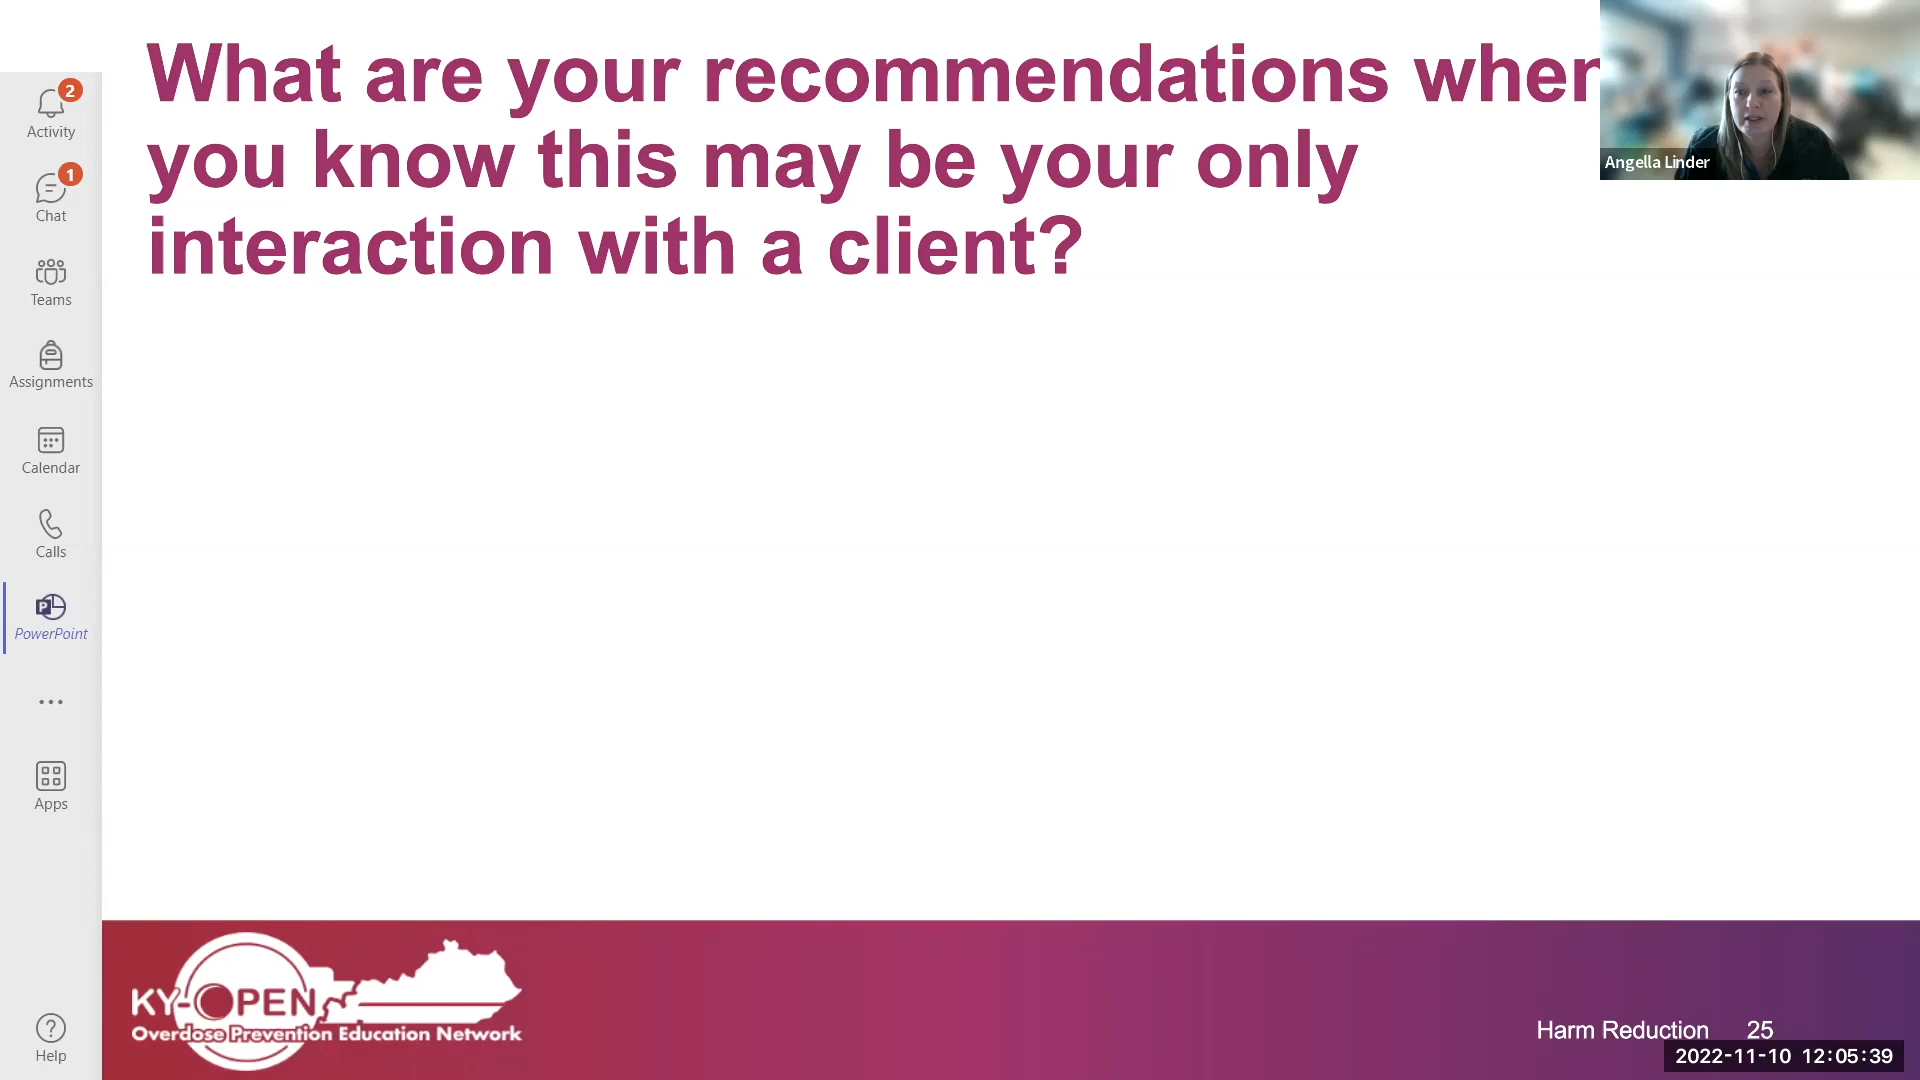 What are your recommendations when
you know this may be your only
interaction with a client?
Angella Linder
2
Activity
1
Chat
Teams
Assignments
Calendar
Calls
P
PowerPoint
Apps
Help
KY-OPEN
Overdose Prevention Education Network
Harm Reduction 25
2022-11-10 12:05:39